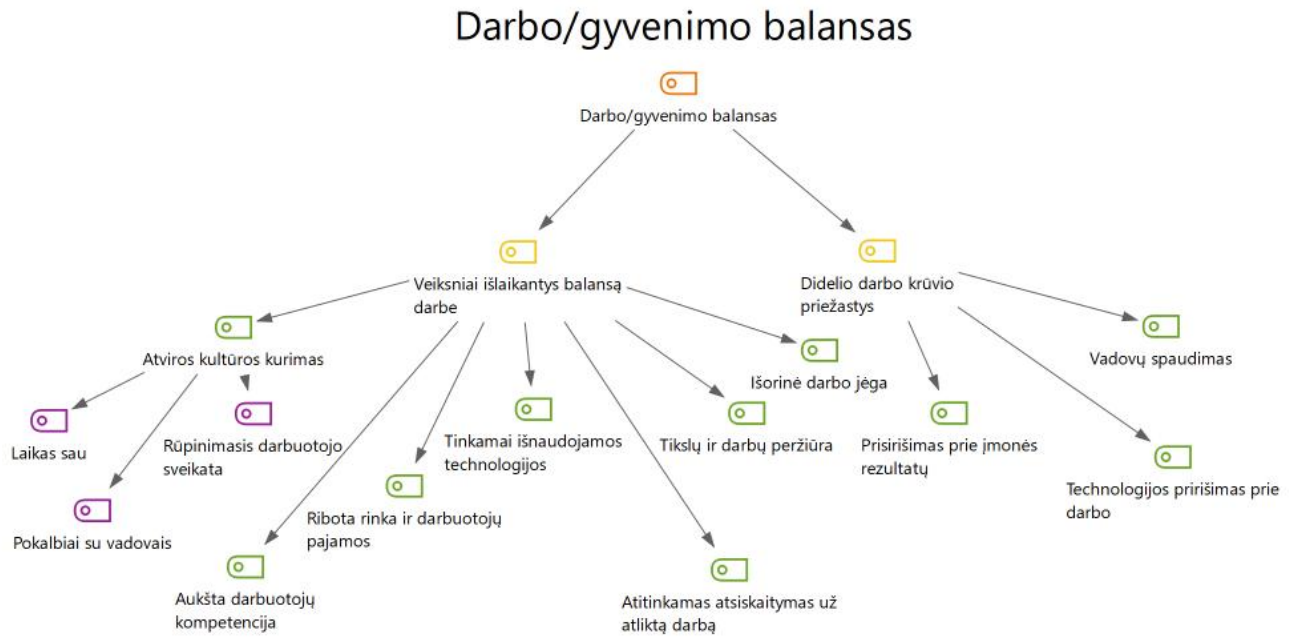 Darbo/gyvenimo balansas
Darbo/gyvenimo balansas
Veiksniai išlaikantys balansą
darbe
Didelio darbo krūvio
priežastys
Atviros kultūros kurimas
Vadovų spaudimas
Išorinė darbo jėga
Laikas sau
Rūpinimasis darbuotojo
sveikata
Tinkamai išnaudojamos
technologijos
Tikslų ir darbų peržiūra
Prisirišimas prie įmonės
rezultatų
Technologijos pririšimas prie
darbo
Ribota rinka ir darbuotojų
pajamos
Pokalbiai su vadovais
Aukšta darbuotojų
kompetencija
Atitinkamas atsiskaitymas už
atliktą darbą